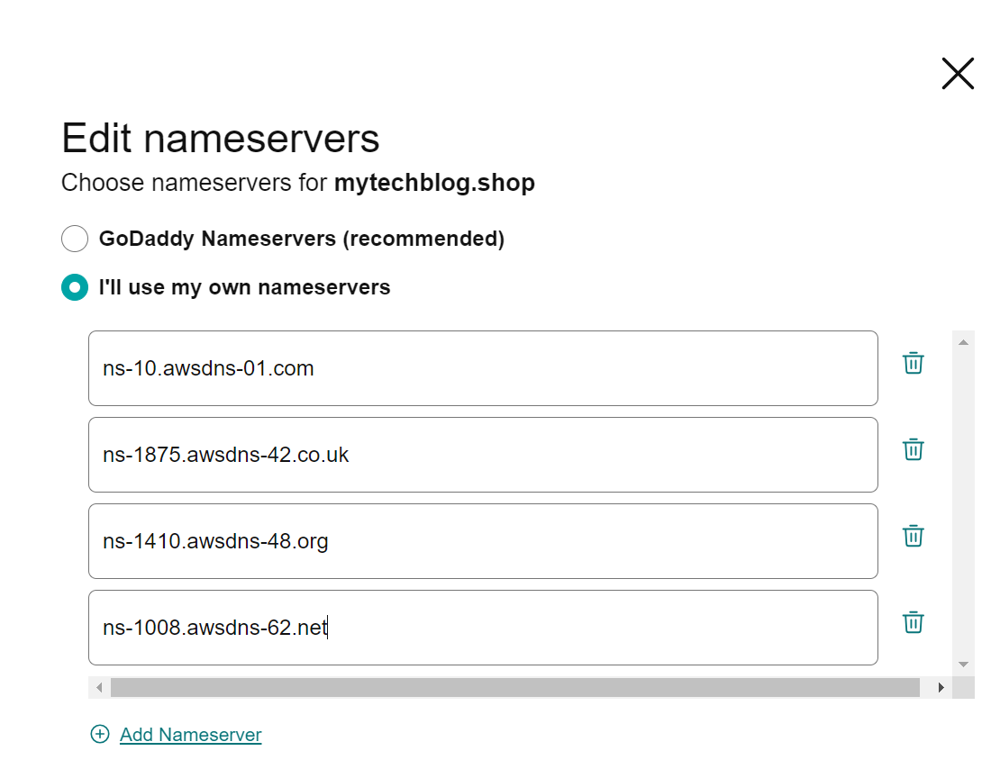 Edit nameservers
Choose nameservers for mytechblog.shop
GoDaddy Nameservers (recommended)
I'll use my own nameservers
ns-10.awsdns-01.com
ns-1875.awsdns-42.co.uk
ns-1410.awsdns-48.org
ns-1008.awsdns-62.net
Add Nameserver